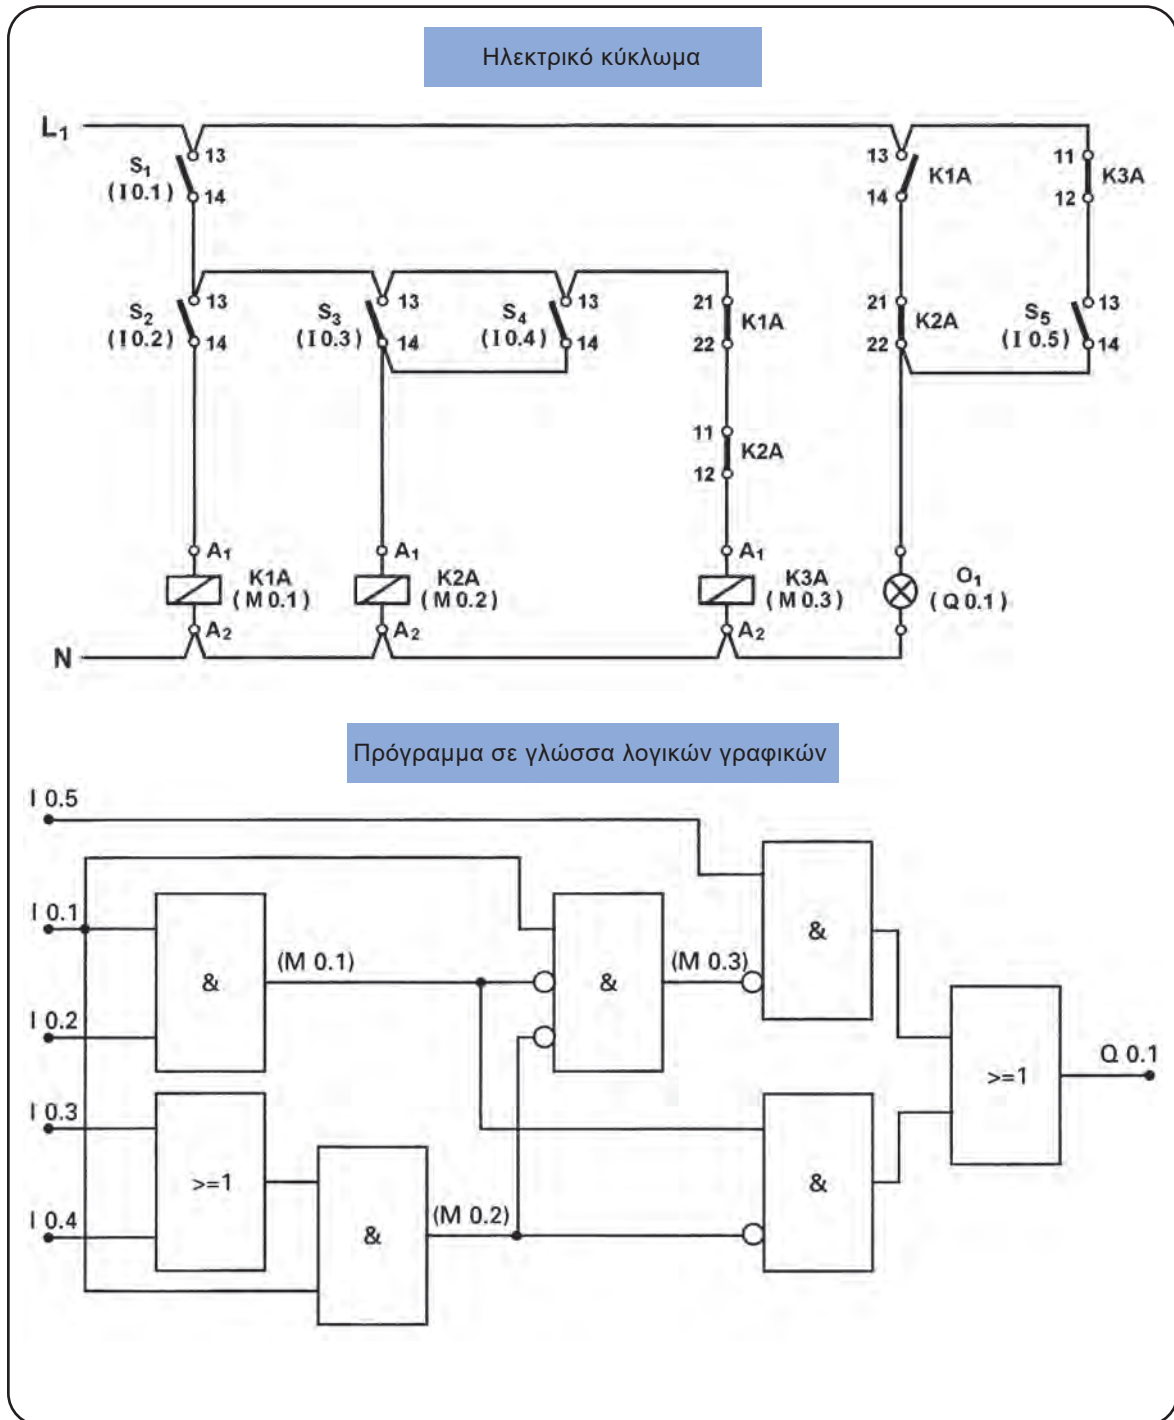 Ηλεκτρικό κύκλωμα
L1
13
S1
(I 0.1)
14
13
K1A
14
11
K3A
12
13
S2
(I 0.2)
14
13
S3
(I 0.3)
14
13
S4
(I 0.4)
14
21
K1A
22
21
K2A
22
13
S5
(I 0.5)
14
11
K2A
12
A1
K1A
(M 0.1)
A2
A1
K2A
(M 0.2)
A2
A1
K3A
(M 0.3)
A2
O1
(Q 0.1)
N
Πρόγραμμα σε γλώσσα λογικών γραφικών
I 0.5
I 0.1
&
(M 0.1)
&
(M 0.3)
&
I 0.2
>=1
Q 0.1
I 0.3
>=1
I 0.4
&
(M 0.2)
&